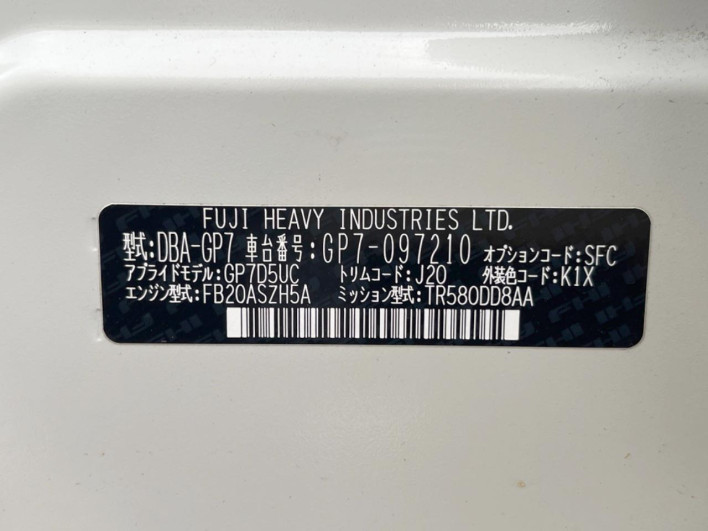 FUJI HEAVY INDUSTRIES LTD.
型式:DBA-GP7 車台番号:GP7-097210 オプションコード:SFC
アプライドモデル:GP7D5UC トリムコード:J20 外装色コード:K1X
エンジン型式:FB20ASZH5A ミッション型式:TR580DD8AA